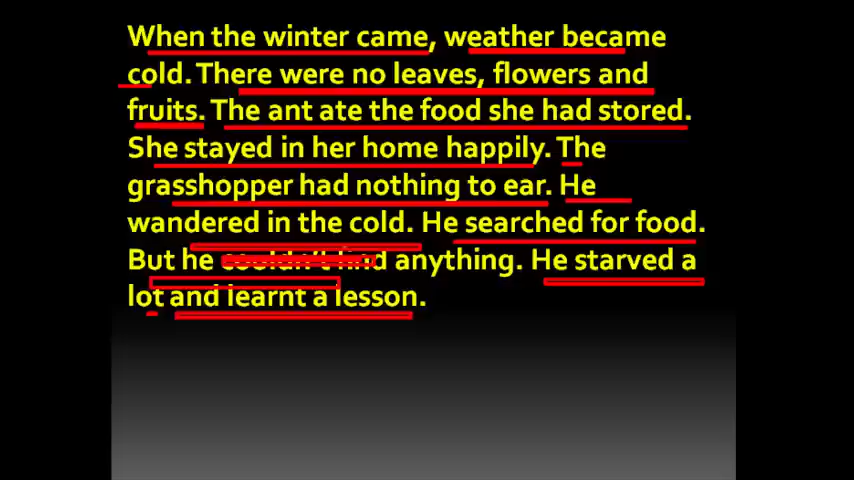 When the winter came, weather became
cold. There were no leaves, flowers and
fruits. The ant ate the food she had stored.
She stayed in her home happily. The
grasshopper had nothing to ear. He
wandered in the cold. He searched for food.
But he couldn't find anything. He starved a
lot and learnt a lesson.